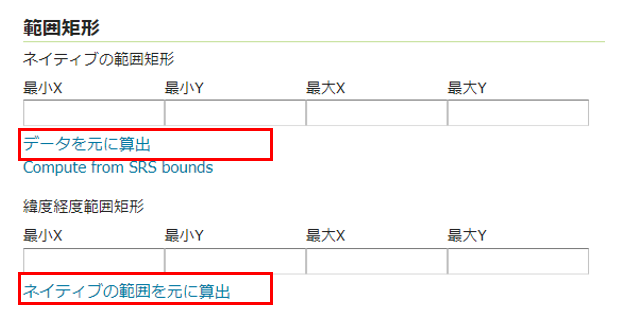 範囲矩形
ネイティブの範囲矩形
最小X 最小Y 最大X 最大Y
データを元に算出
Compute from SRS bounds
緯度経度範囲矩形
最小X 最小Y 最大X 最大Y
ネイティブの範囲を元に算出